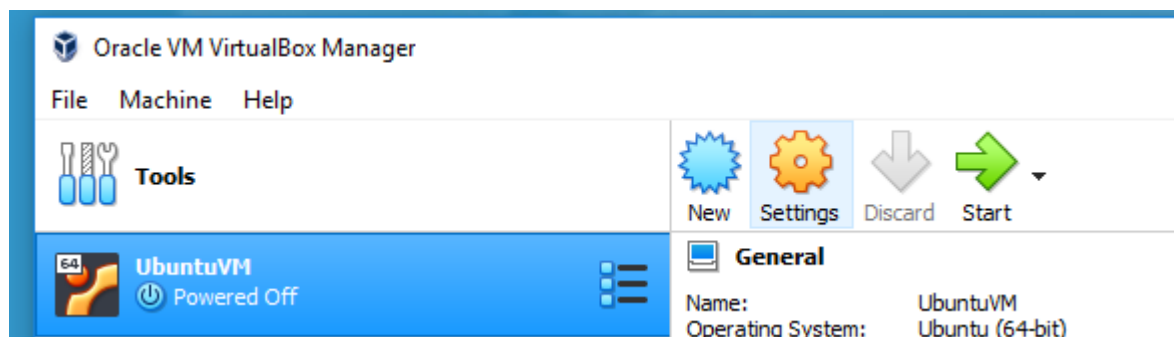 Oracle VM VirtualBox Manager
File Machine Help
Tools
New Settings Discard Start
64
UbuntuVM
Powered Off
General
Name: UbuntuVM
Operating System: Ubuntu (64-bit)